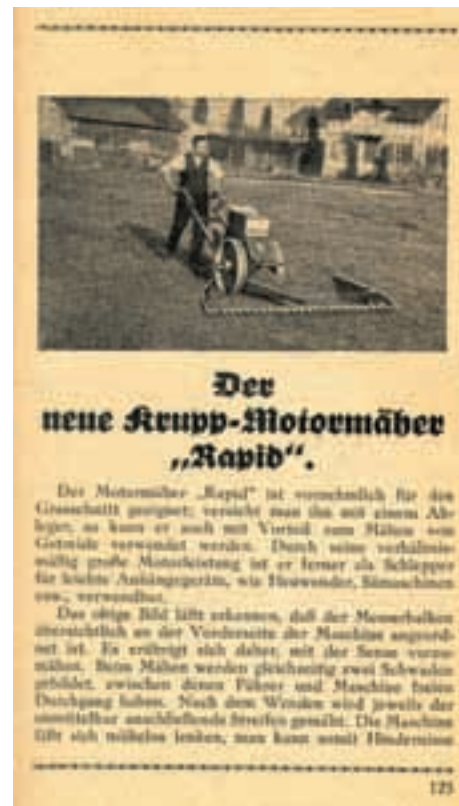 Der
neue Krupp-Motormäher
„Rapid“.
Der Motormäher „Rapid“ ist vornehmlich für den
Grasschnitt geeignet; versieht man ihn mit einem Ab-
leger, so kann er auch mit Vorteil zum Mähen von
Getreide verwendet werden. Durch seine verhältnis-
mäßig große Motorleistung ist er ferner als Schlepper
für leichte Anhängegeräte, wie Heuwender, Sämaschinen
usw., verwendbar.
Das obige Bild läßt erkennen, daß der Messerbalken
übersichtlich an der Vorderseite der Maschine angeord-
net ist. Es erübrigt sich daher, mit der Sense vorzu-
mähen. Beim Mähen werden gleichzeitig zwei Schwaden
gebildet, zwischen denen Führer und Maschine freien
Durchgang haben. Nach dem Wenden wird jeweils der
unmittelbar anschließende Streifen gemäht. Die Maschine
läßt sich mühelos lenken, man kann somit Hindernisse
125